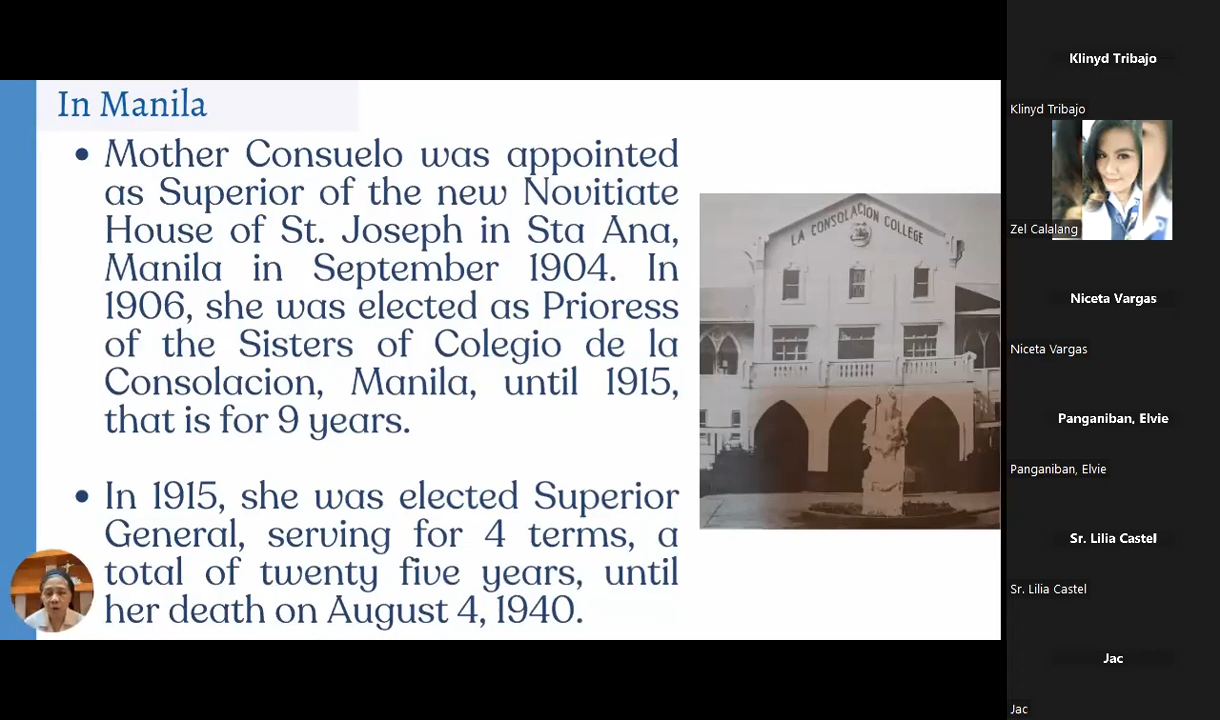 In Manila
• Mother Consuelo was appointed
as Superior of the new Novitiate
House of St. Joseph in Sta Ana,
Manila in September 1904. In
1906, she was elected as Prioress
of the Sisters of Colegio de la
Consolacion, Manila, until 1915,
that is for 9 years.
• In 1915, she was elected Superior
General, serving for 4 terms, a
total of twenty five years, until
her death on August 4, 1940.
LA CONSOLACION COLLEGE
Klinyd Tribajo
Klinyd Tribajo
Zel Calalang
Niceta Vargas
Niceta Vargas
Panganiban, Elvie
Panganiban, Elvie
Sr. Lilia Castel
Sr. Lilia Castel
Jac
Jac